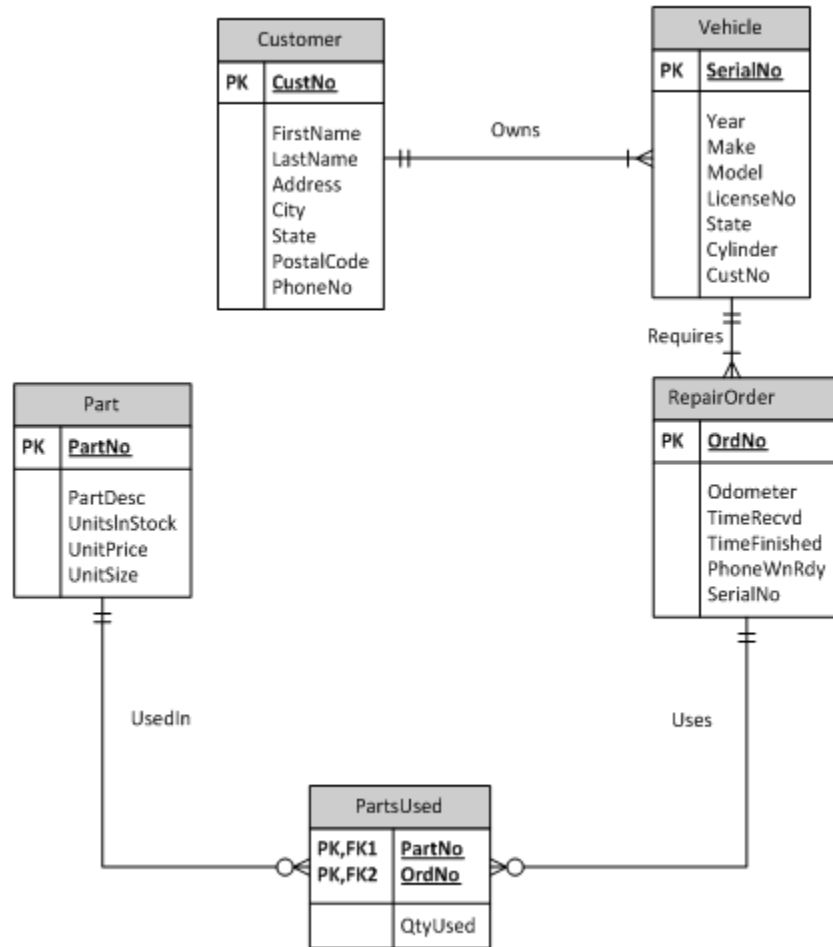 Customer
PK CustNo
FirstName
LastName
Address
City
State
PostalCode
PhoneNo
Owns
Vehicle
PK SerialNo
Year
Make
Model
LicenseNo
State
Cylinder
CustNo
Requires
Part
PK PartNo
PartDesc
UnitsInStock
UnitPrice
UnitSize
RepairOrder
PK OrdNo
Odometer
TimeRecvd
TimeFinished
PhoneWnRdy
SerialNo
UsedIn
Uses
PartsUsed
PK,FK1 PartNo
PK,FK2 OrdNo
QtyUsed